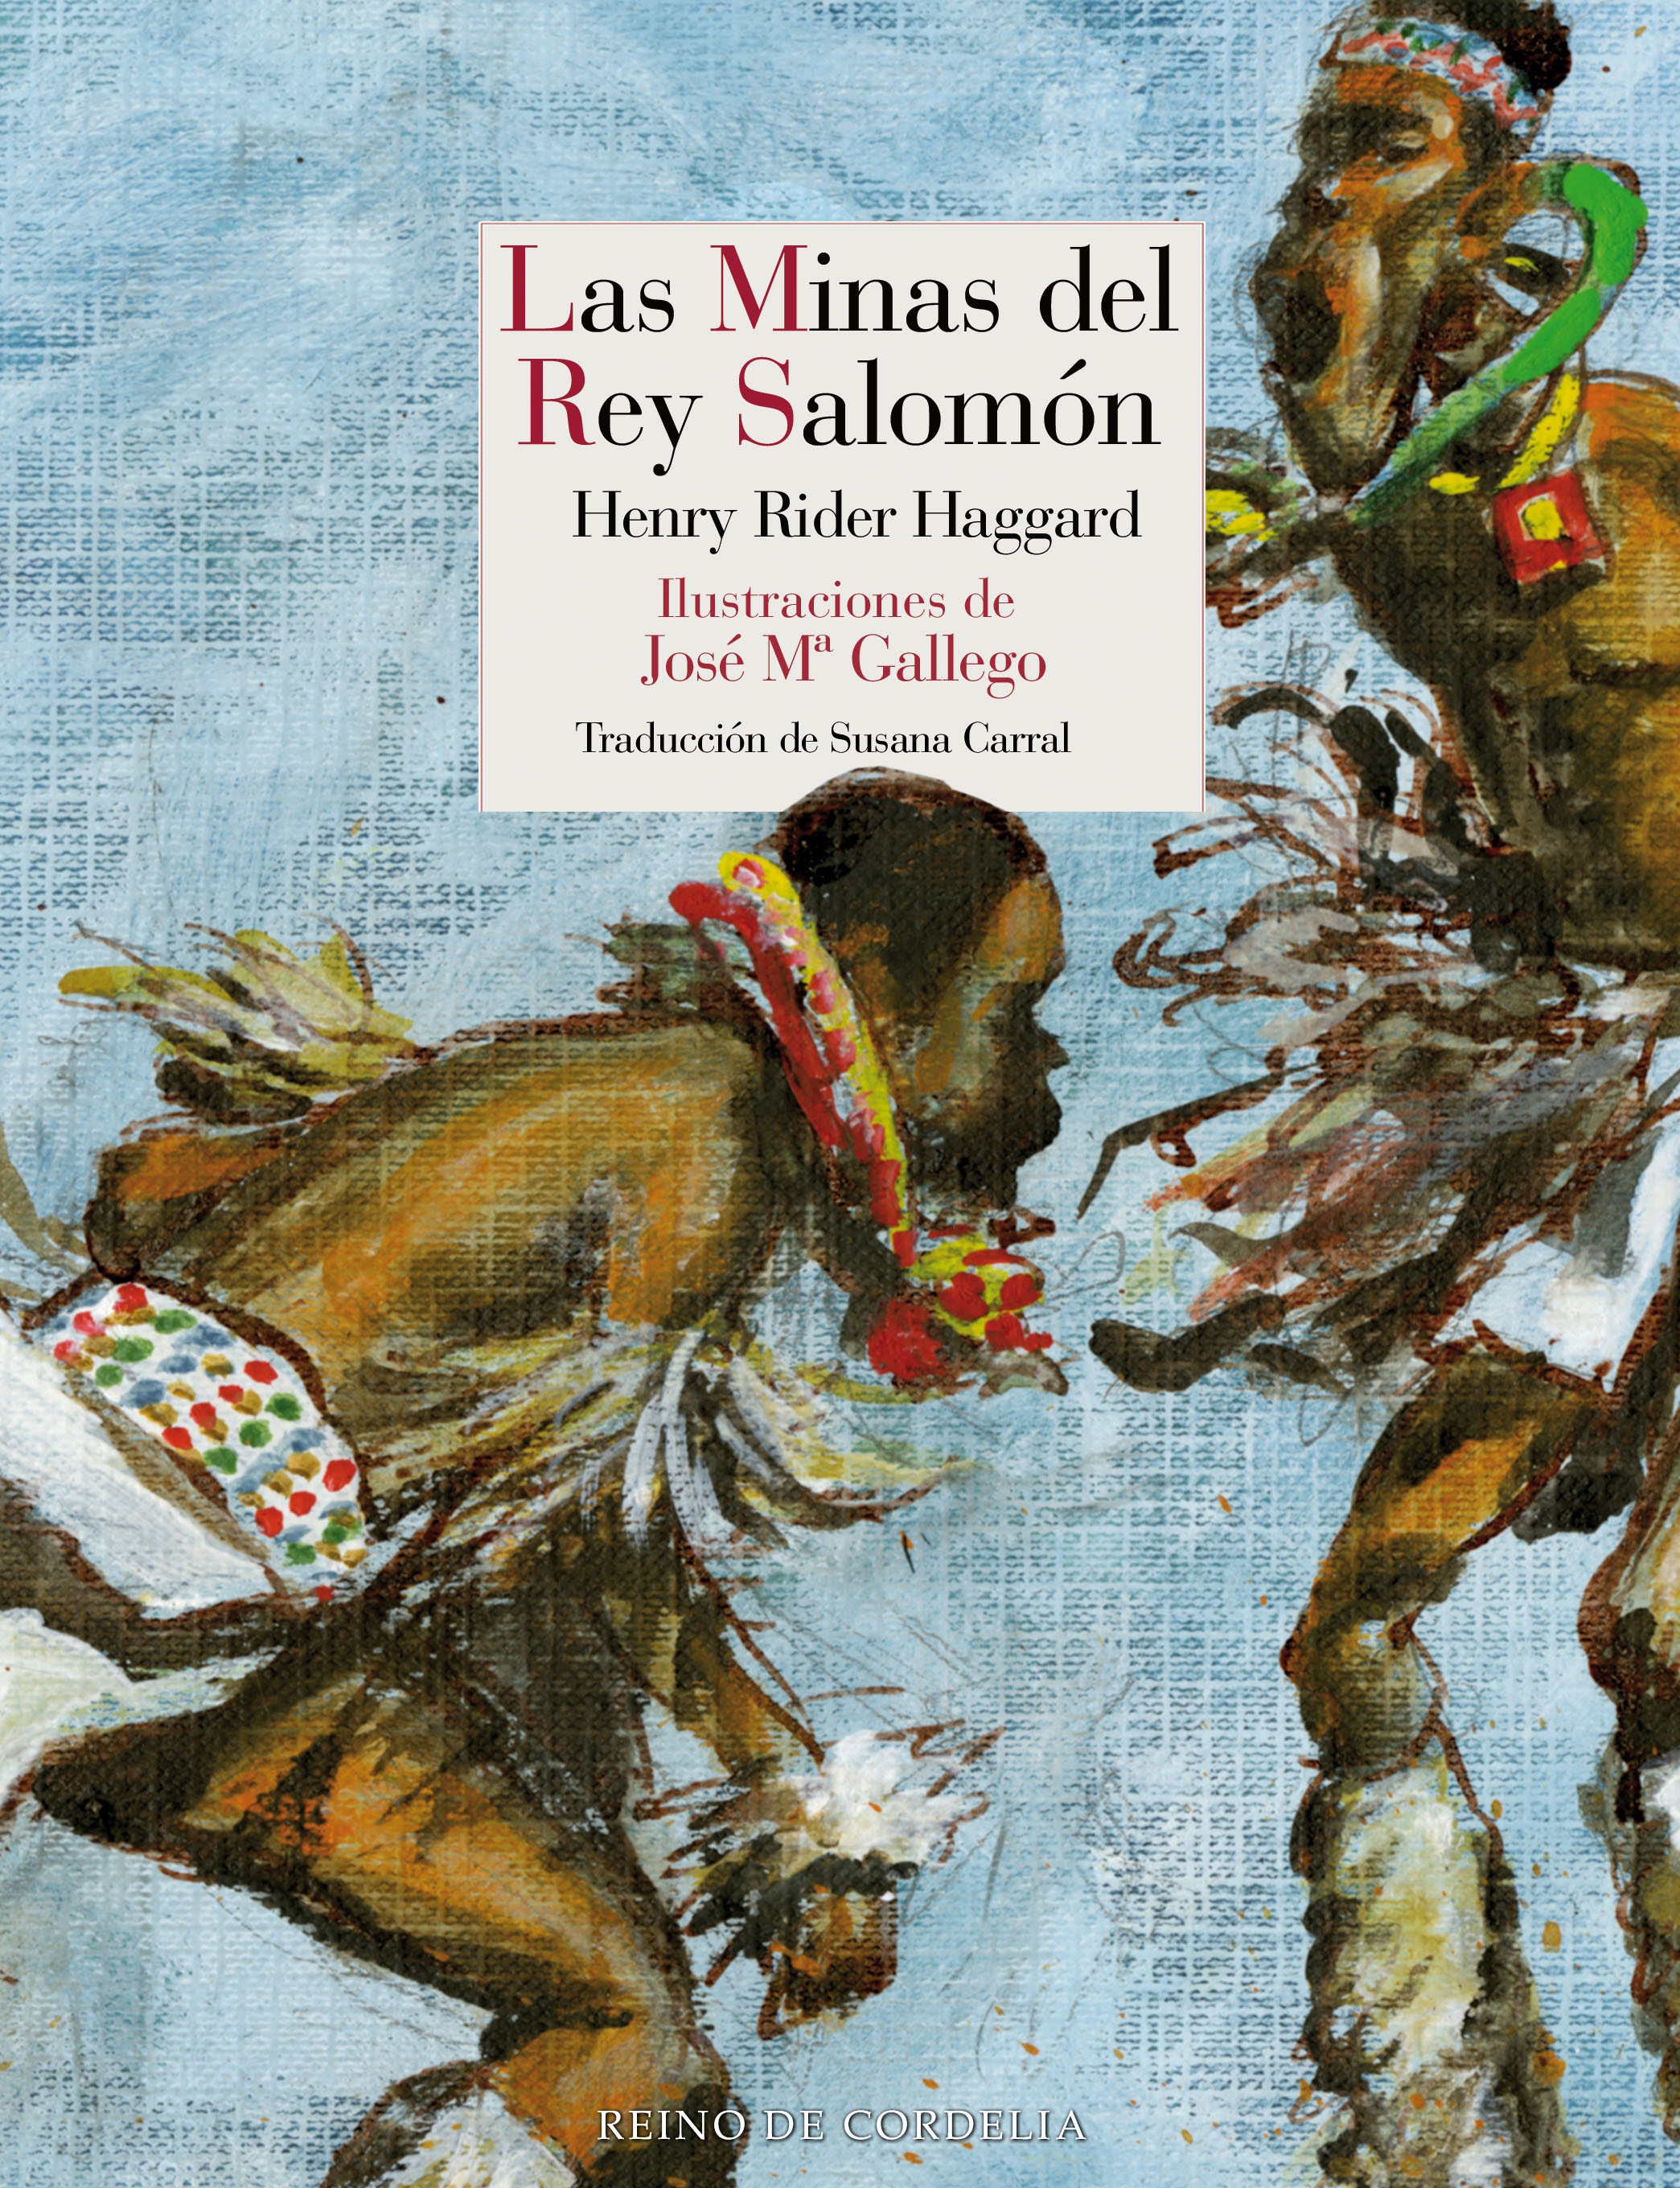 Las Minas del
Rey Salomón
Henry Rider Haggard
Ilustraciones de
José Mª Gallego
Traducción de Susana Carral
REINO DE CORDELIA